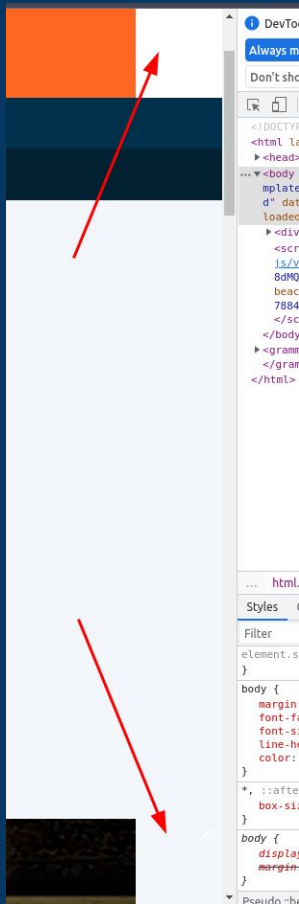 DevToo
Always m
Don't sho
<!DOCTYP
<html la
<head>
<body
mplate
d" dat
loaded
<div
<scr
js/v
8dMQ
beac
7884
</sc
</body
<gramm
</gram
</html>
... html.
Styles
Filter
element.s
}
body {
margin
font-fa
font-si
line-he
color:
}
*, ::afte
box-siz
}
body {
display
margin
}
Pseudo ::be